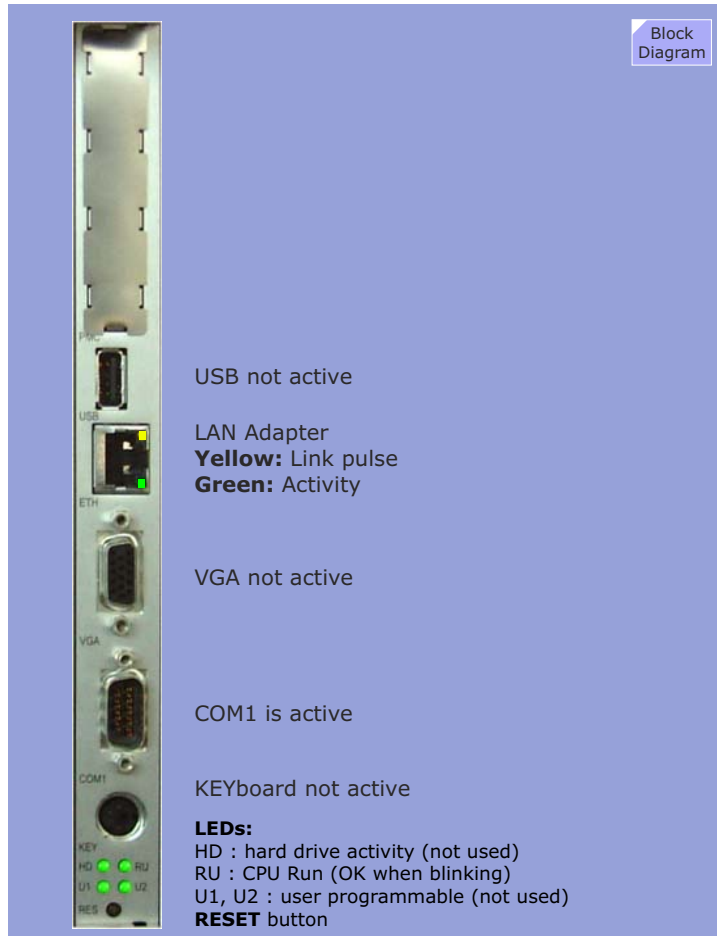 Block
Diagram
PMC
USB not active
USB
LAN Adapter
Yellow: Link pulse
Green: Activity
ETH
VGA not active
VGA
COM1 is active
COM1
KEYboard not active
KEY
LEDs:
HD : hard drive activity (not used)
HD RU
RU : CPU Run (OK when blinking)
U1 U2
U1, U2 : user programmable (not used)
RES
RESET button